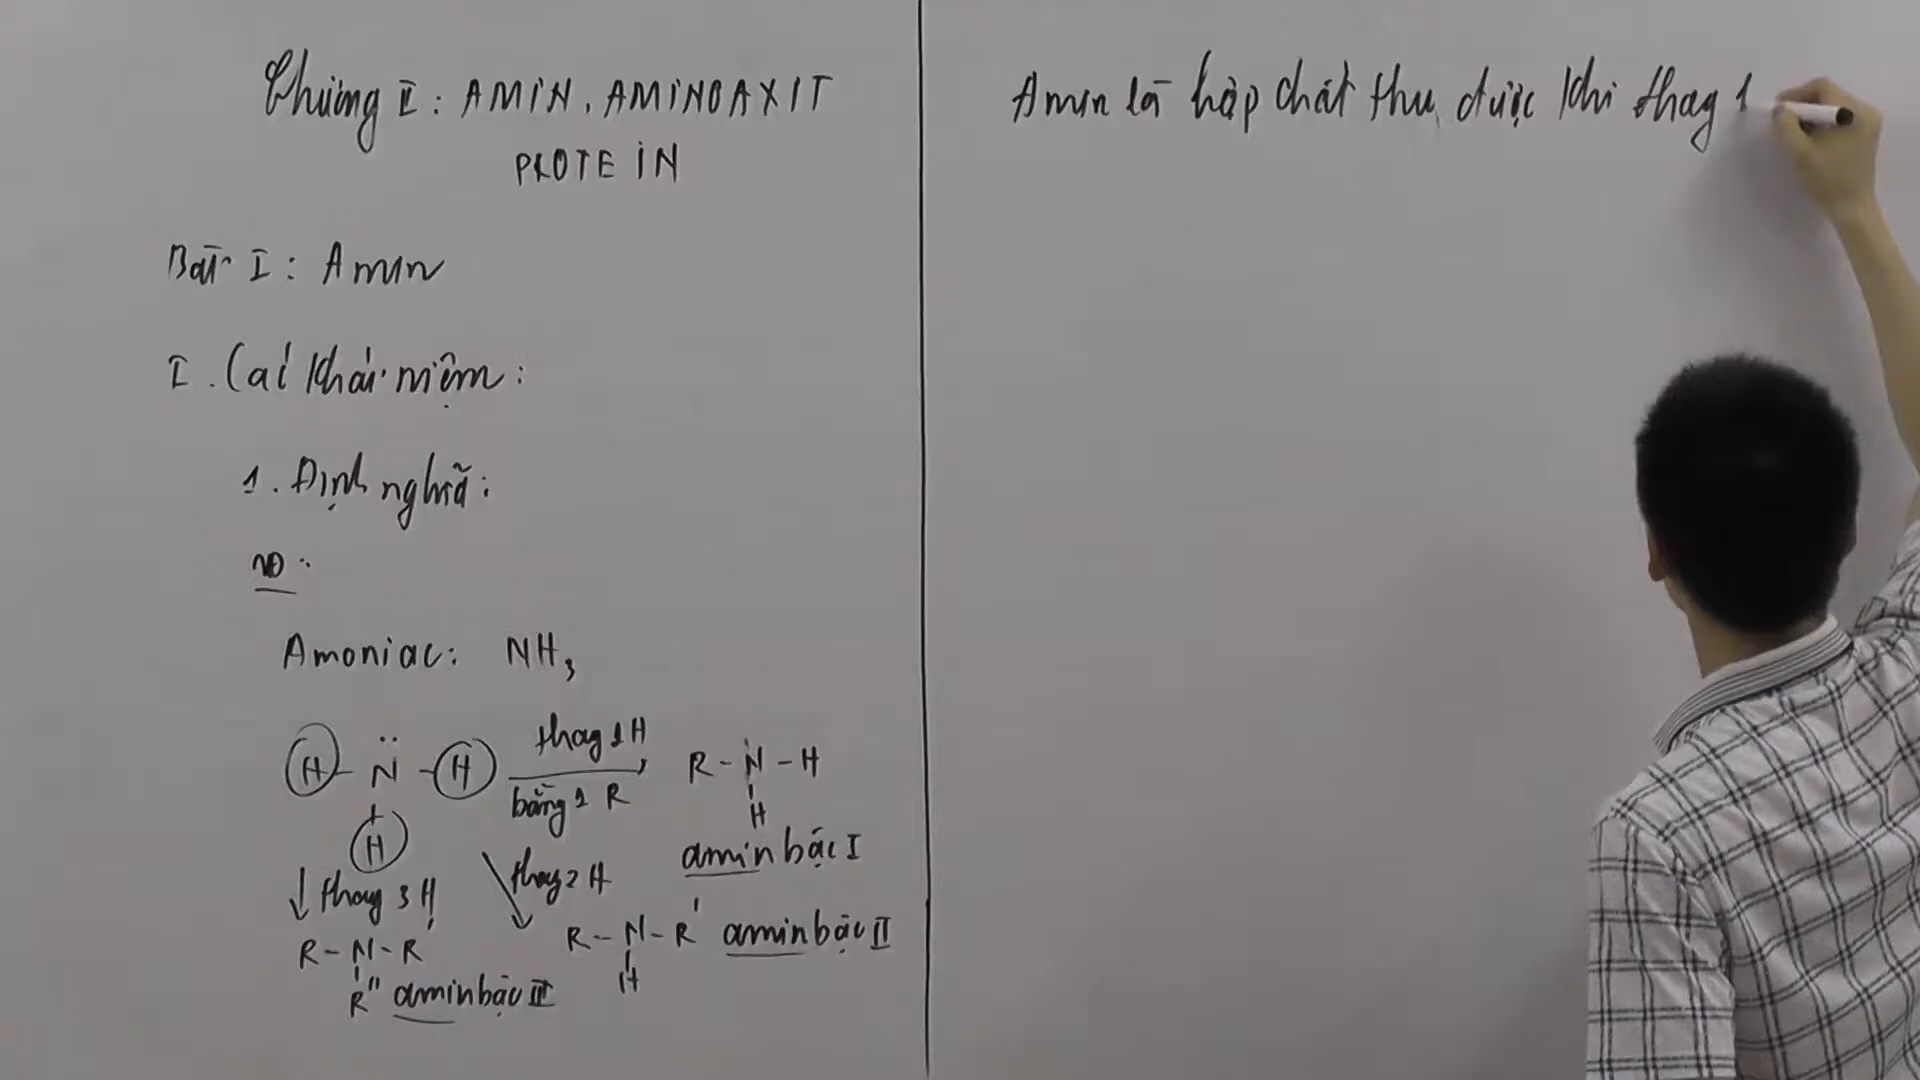 Chương II: AMIN, AMINOAXIT
PROTEIN
Bài I: Amin
I. Các khái niệm:
1. Định nghĩa:
VD:
Amoniac: NH₃
H - N̈ - H
H
thay 1 H
bằng 1 R
R - N - H
H
amin bậc I
thay 3 H
R - N - R'
R" amin bậc III
thay 2 H
R - N - R' amin bậc II
H
Amin là hợp chất thu được khi thay 1